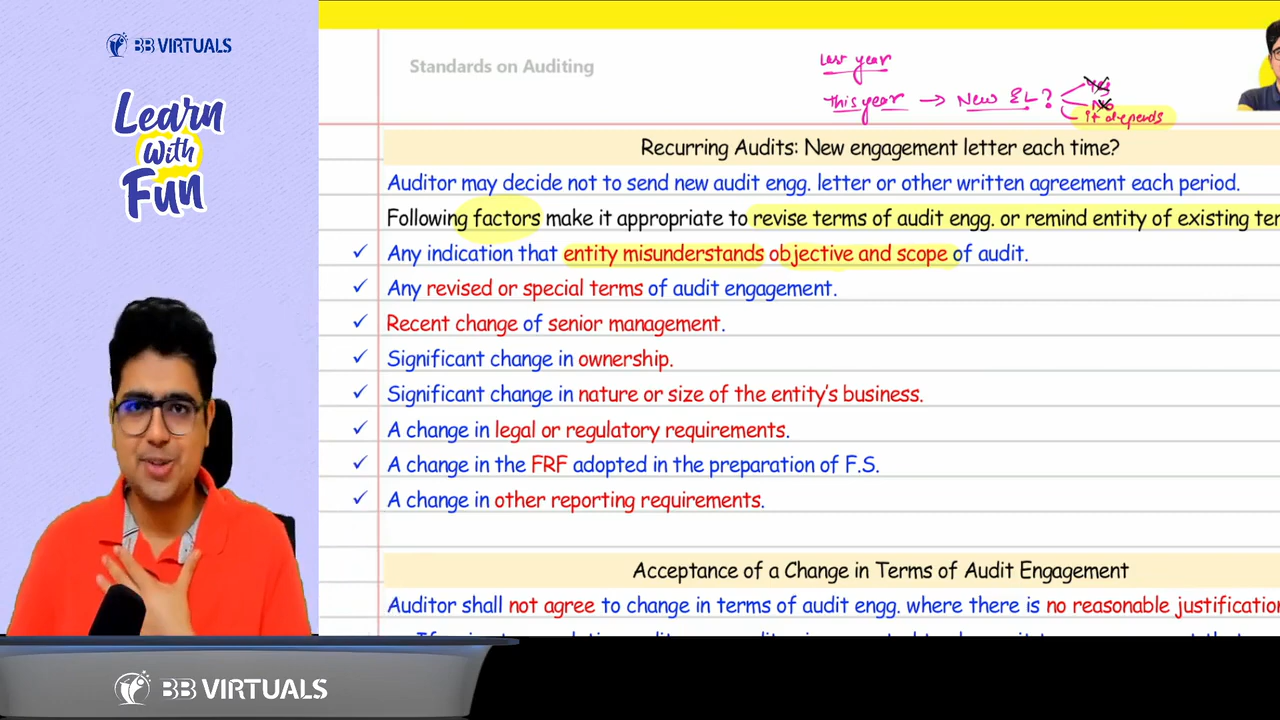 BB VIRTUALS
Learn
With
Fun
Standards on Auditing
Last year
This year → New EL?
Yes
No
it depends
Recurring Audits: New engagement letter each time?
Auditor may decide not to send new audit engg. letter or other written agreement each period.
Following factors make it appropriate to revise terms of audit engg. or remind entity of existing ter
✓ Any indication that entity misunderstands objective and scope of audit.
✓ Any revised or special terms of audit engagement.
✓ Recent change of senior management.
✓ Significant change in ownership.
✓ Significant change in nature or size of the entity's business.
✓ A change in legal or regulatory requirements.
✓ A change in the FRF adopted in the preparation of F.S.
✓ A change in other reporting requirements.
Acceptance of a Change in Terms of Audit Engagement
Auditor shall not agree to change in terms of audit engg. where there is no reasonable justification
BB VIRTUALS